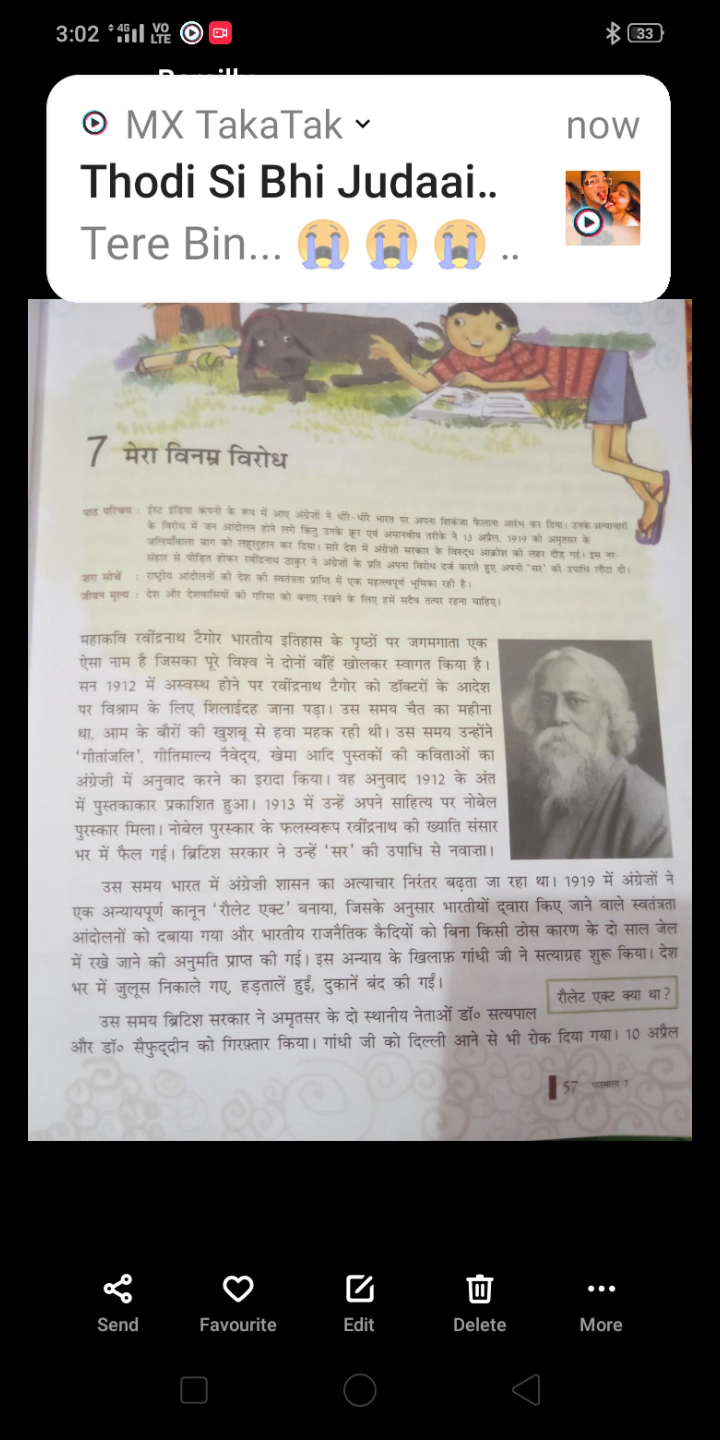 3:02
4G
VO
LTE
33
MX TakaTak
now
Thodi Si Bhi Judaai..
Tere Bin... 😭 😭 😭 ..
7 मेरा विनम्र विरोध
पाठ परिचय : ईस्ट इंडिया कंपनी के रूप में आए अंग्रेजों ने धीरे-धीरे भारत पर अपना शिकंजा फैलाना आरंभ कर दिया। उनके अत्याचारों
के विरोध में जन आंदोलन होने लगे किंतु उनके क्रूर एवं अमानवीय तरीके ने 13 अप्रैल, 1919 को अमृतसर के
जलियाँवाला बाग को लहूलुहान कर दिया। सारे देश में अंग्रेजी सरकार के विरुद्ध आक्रोश की लहर दौड़ गई। इस नर-
संहार से पीड़ित होकर रवींद्रनाथ ठाकुर ने अंग्रेजों के प्रति अपना विरोध दर्ज कराते हुए अपनी 'सर' की उपाधि लौटा दी।
ज़रा सोचें : राष्ट्रीय आंदोलनों की देश की स्वतंत्रता प्राप्ति में एक महत्त्वपूर्ण भूमिका रही है।
जीवन मूल्य : देश और देशवासियों की गरिमा को बनाए रखने के लिए हमें सदैव तत्पर रहना चाहिए।
महाकवि रवींद्रनाथ टैगोर भारतीय इतिहास के पृष्ठों पर जगमगाता एक
ऐसा नाम है जिसका पूरे विश्व ने दोनों बाँहें खोलकर स्वागत किया है।
सन 1912 में अस्वस्थ होने पर रवींद्रनाथ टैगोर को डॉक्टरों के आदेश
पर विश्राम के लिए शिलाईदह जाना पड़ा। उस समय चैत का महीना
था, आम के बौरों की खुशबू से हवा महक रही थी। उस समय उन्होंने
'गीतांजलि', गीतिमाल्य नैवेद्य, खेमा आदि पुस्तकों की कविताओं का
अंग्रेज़ी में अनुवाद करने का इरादा किया। यह अनुवाद 1912 के अंत
में पुस्तकाकार प्रकाशित हुआ। 1913 में उन्हें अपने साहित्य पर नोबेल
पुरस्कार मिला। नोबेल पुरस्कार के फलस्वरूप रवींद्रनाथ की ख्याति संसार
भर में फैल गई। ब्रिटिश सरकार ने उन्हें 'सर' की उपाधि से नवाज़ा।
उस समय भारत में अंग्रेज़ी शासन का अत्याचार निरंतर बढ़ता जा रहा था। 1919 में अंग्रेज़ों ने
एक अन्यायपूर्ण कानून 'रौलेट एक्ट' बनाया, जिसके अनुसार भारतीयों द्वारा किए जाने वाले स्वतंत्रता
आंदोलनों को दबाया गया और भारतीय राजनैतिक कैदियों को बिना किसी ठोस कारण के दो साल जेल
में रखे जाने की अनुमति प्राप्त की गई। इस अन्याय के खिलाफ़ गांधी जी ने सत्याग्रह शुरू किया। देश
भर में जुलूस निकाले गए, हड़तालें हुईं, दुकानें बंद की गईं।
रौलेट एक्ट क्या था?
उस समय ब्रिटिश सरकार ने अमृतसर के दो स्थानीय नेताओं डॉ० सत्यपाल
और डॉ० सैफुद्दीन को गिरफ़्तार किया। गांधी जी को दिल्ली आने से भी रोक दिया गया। 10 अप्रैल
57 पाठमाला 7
Send
Favourite
Edit
Delete
More